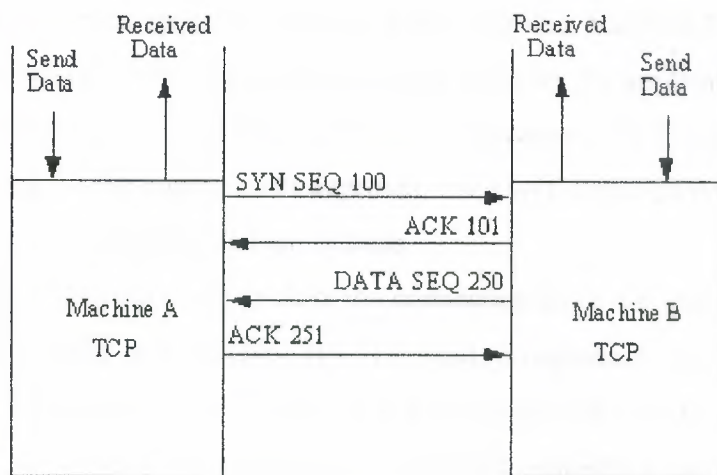 Send
Data
Received
Data
Received
Data
Send
Data
SYN SEQ 100
ACK 101
DATA SEQ 250
ACK 251
Machine A
TCP
Machine B
TCP